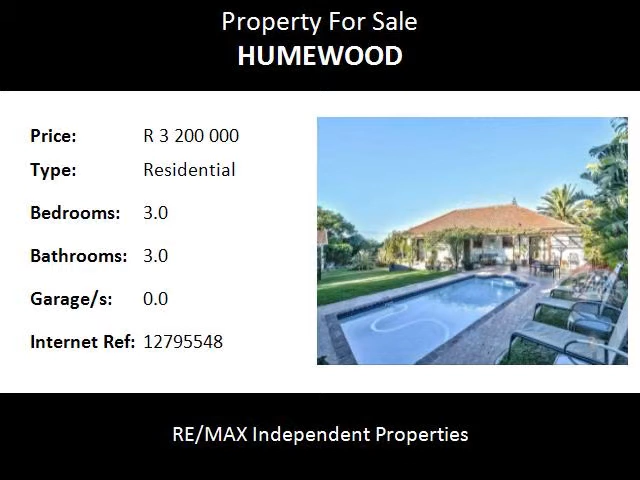 Property For Sale
HUMEWOOD
Price: R 3 200 000
Type: Residential
Bedrooms: 3.0
Bathrooms: 3.0
Garage/s: 0.0
Internet Ref: 12795548
RE/MAX Independent Properties